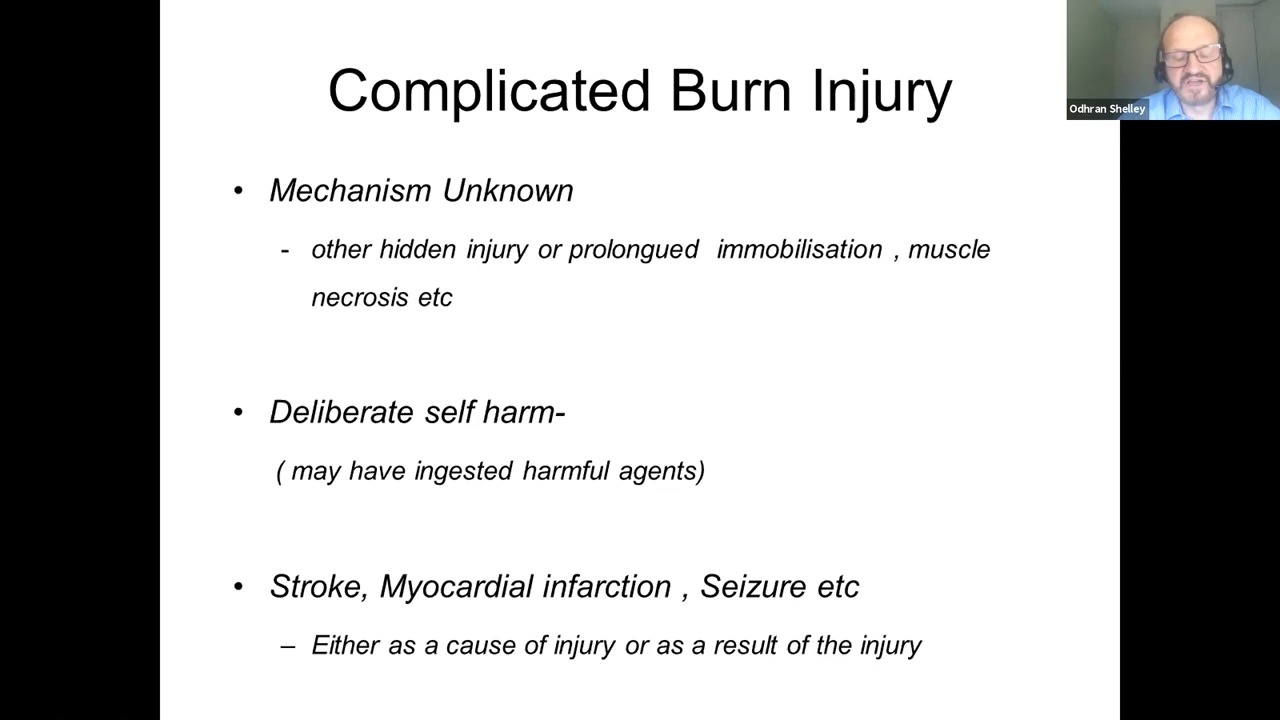 Complicated Burn Injury
Odhran Shelley
• Mechanism Unknown
- other hidden injury or prolongued immobilisation , muscle
necrosis etc
• Deliberate self harm-
( may have ingested harmful agents)
• Stroke, Myocardial infarction , Seizure etc
– Either as a cause of injury or as a result of the injury